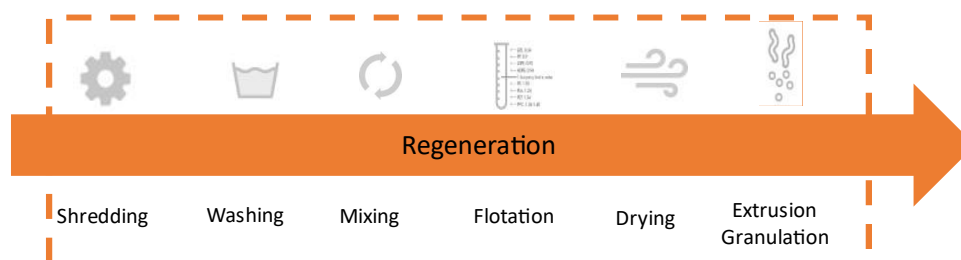 Regeneration
Shredding
Washing
Mixing
Flotation
Drying
Extrusion
Granulation